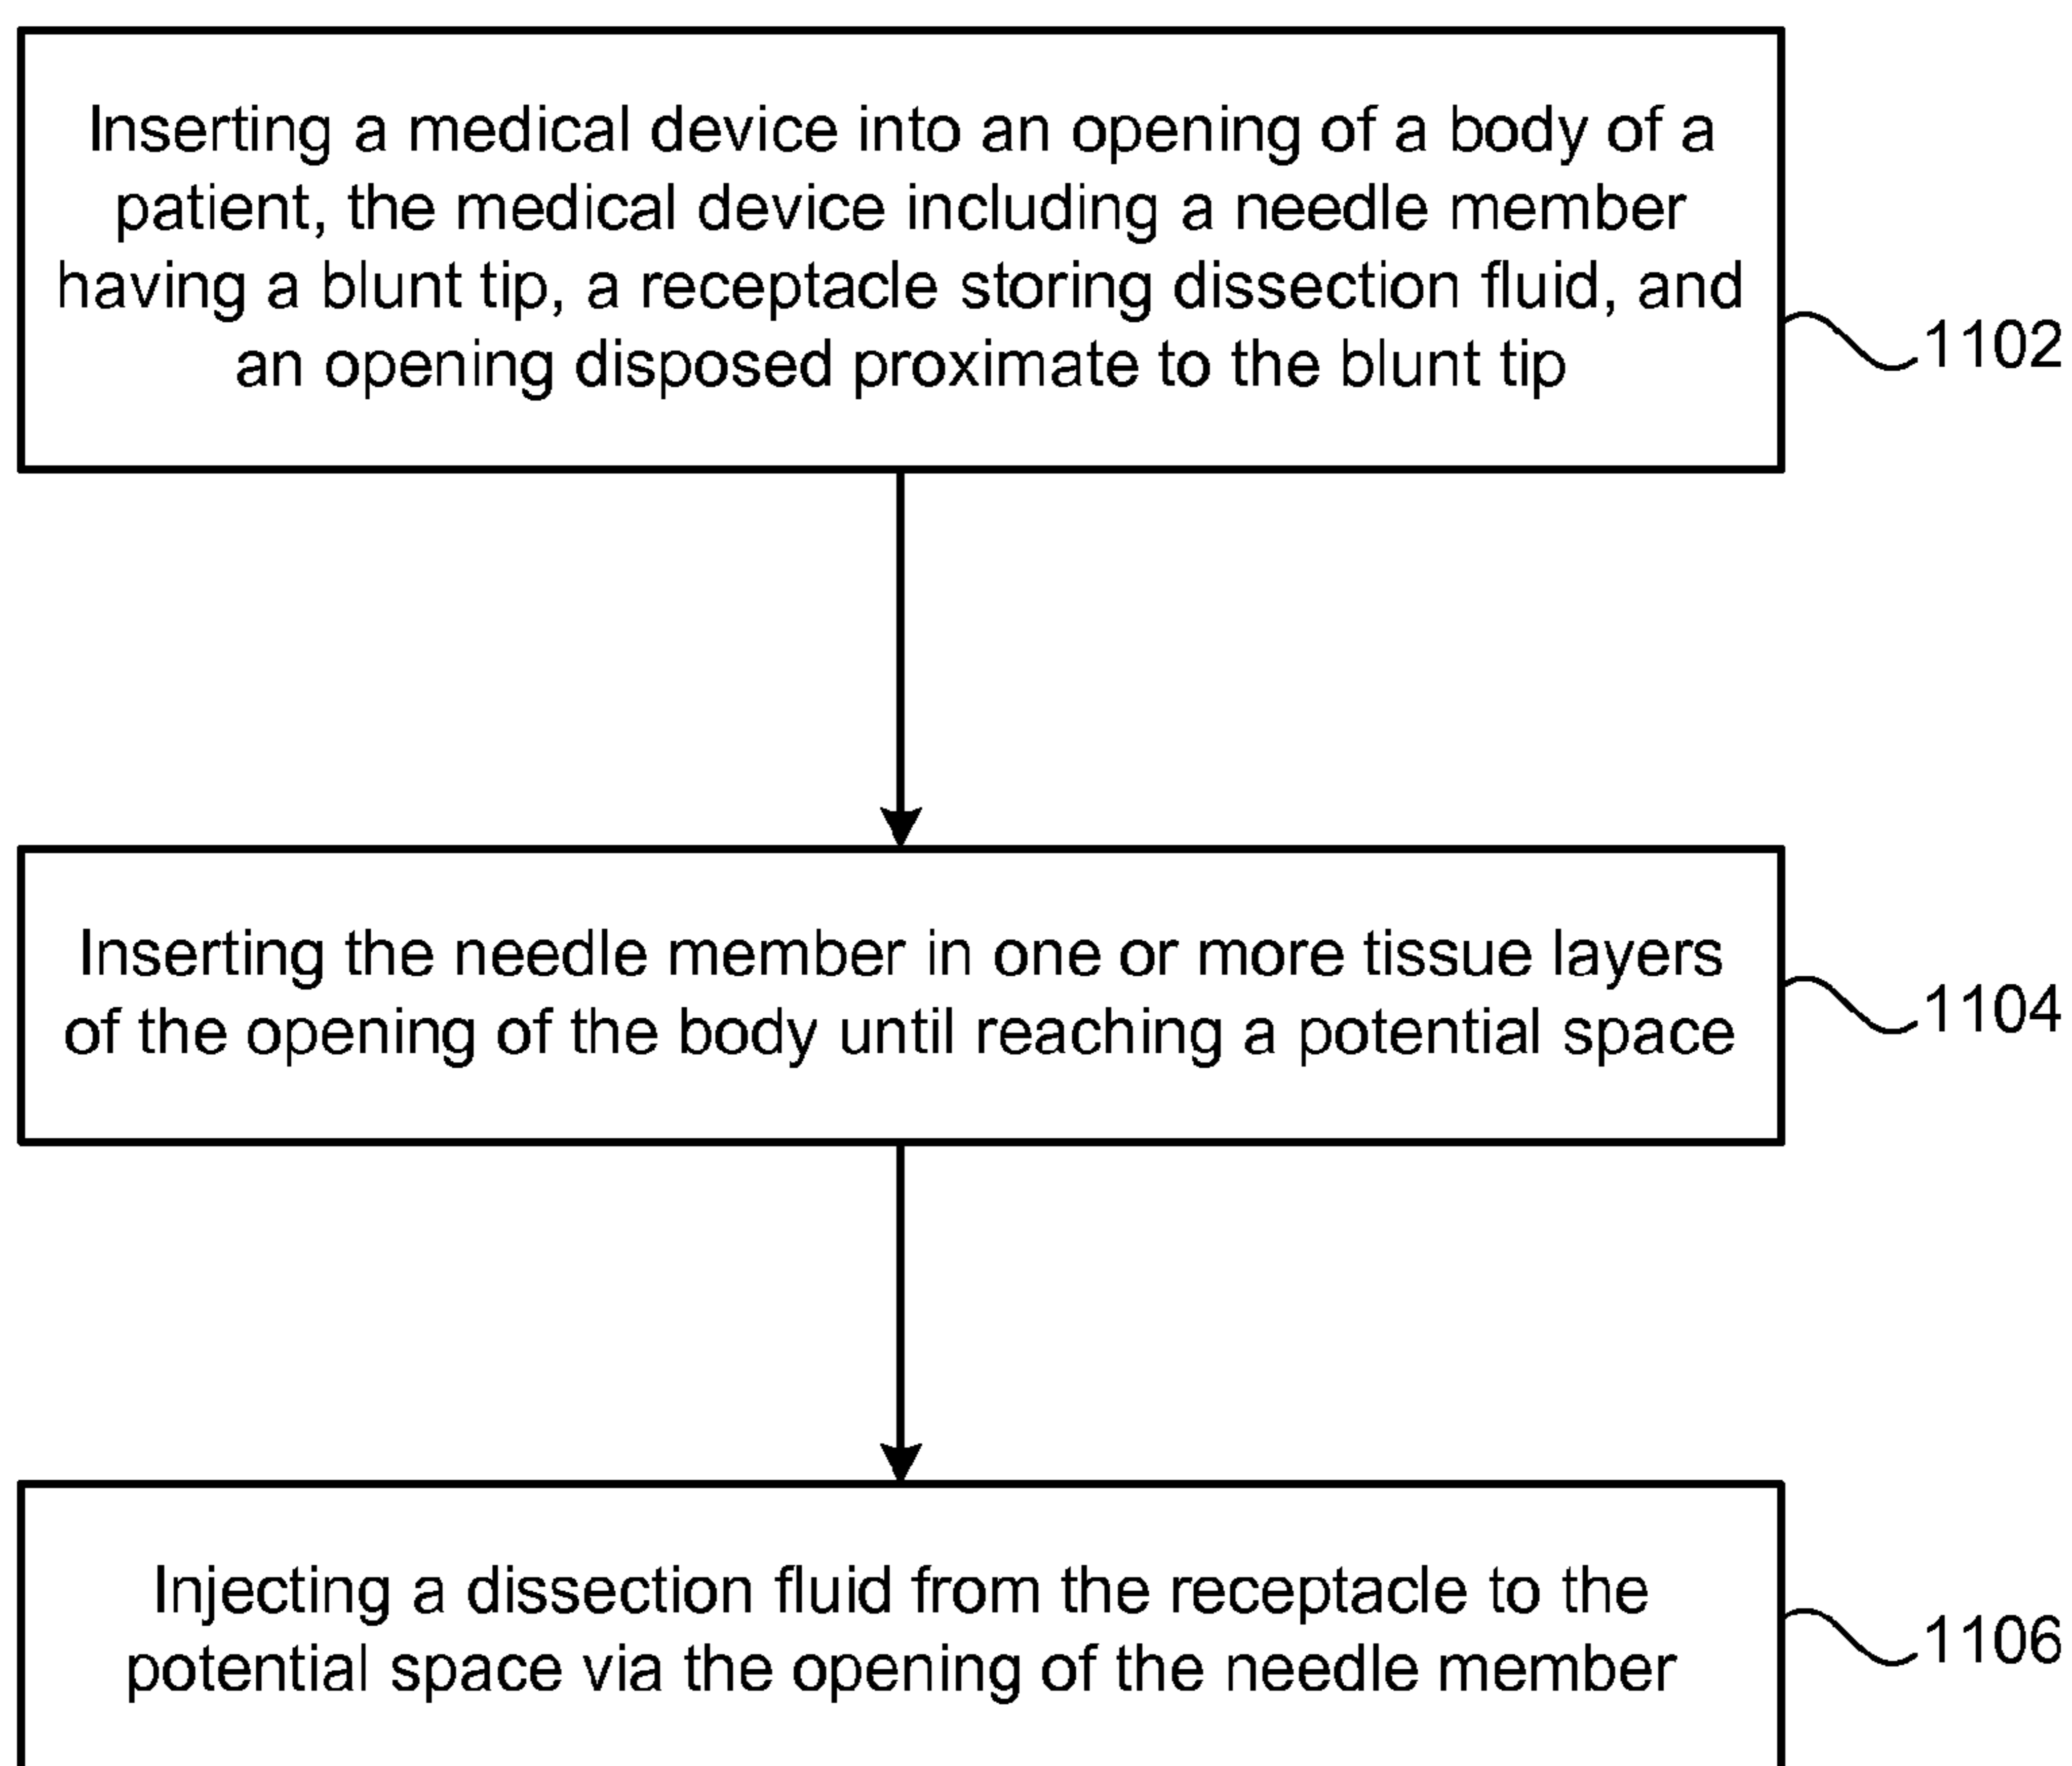 Inserting a medical device into an opening of a body of a
patient, the medical device including a needle member
having a blunt tip, a receptacle storing dissection fluid, and
an opening disposed proximate to the blunt tip
1102
Inserting the needle member in one or more tissue layers
of the opening of the body until reaching a potential space
1104
Injecting a dissection fluid from the receptacle to the
potential space via the opening of the needle member
1106